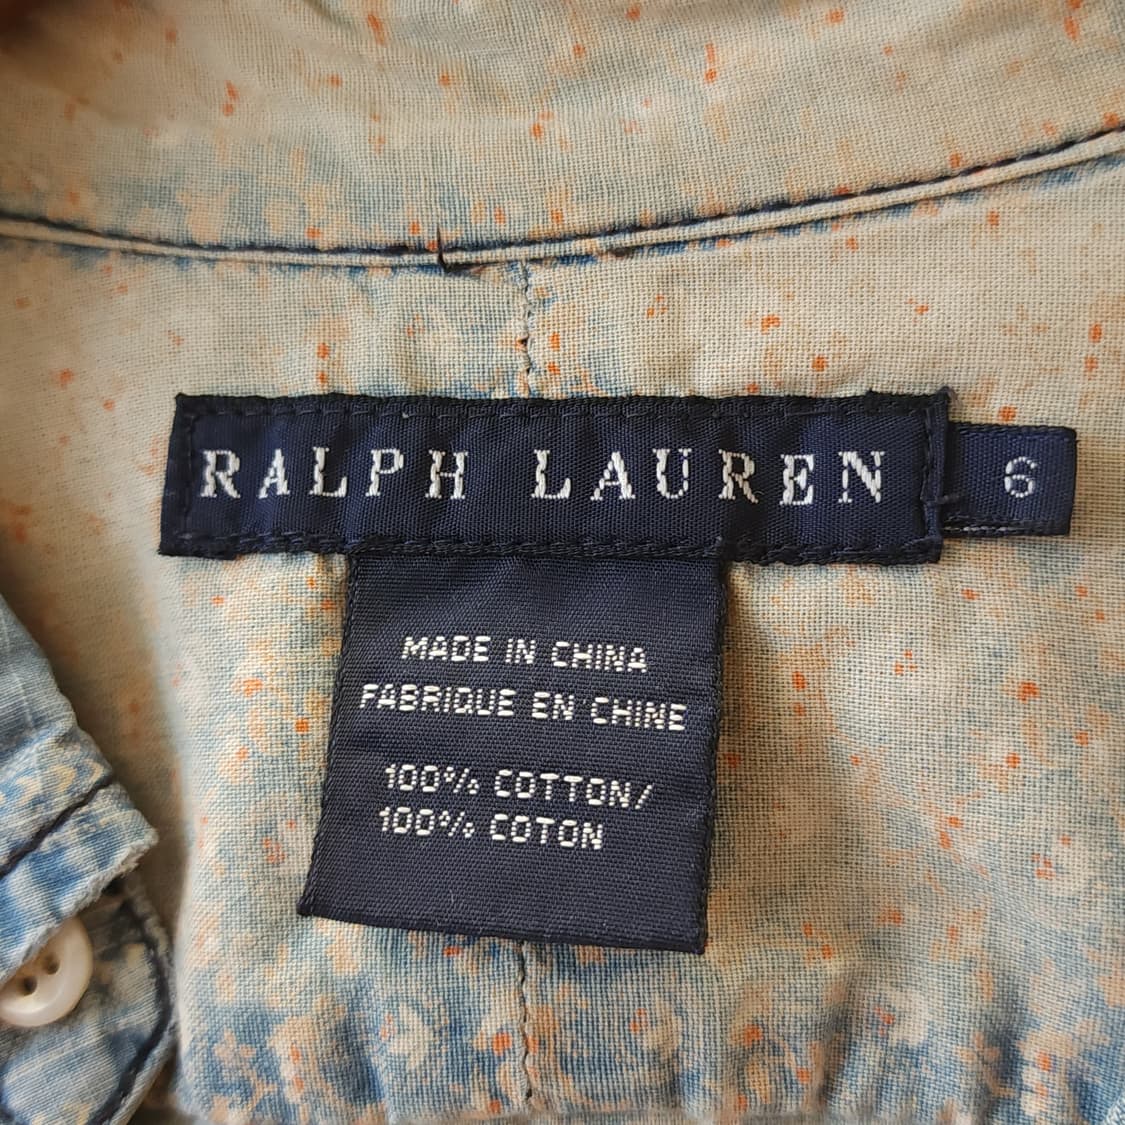 RALPH LAUREN 6
MADE IN CHINA
FABRIQUE EN CHINE
100% COTTON/
100% COTON